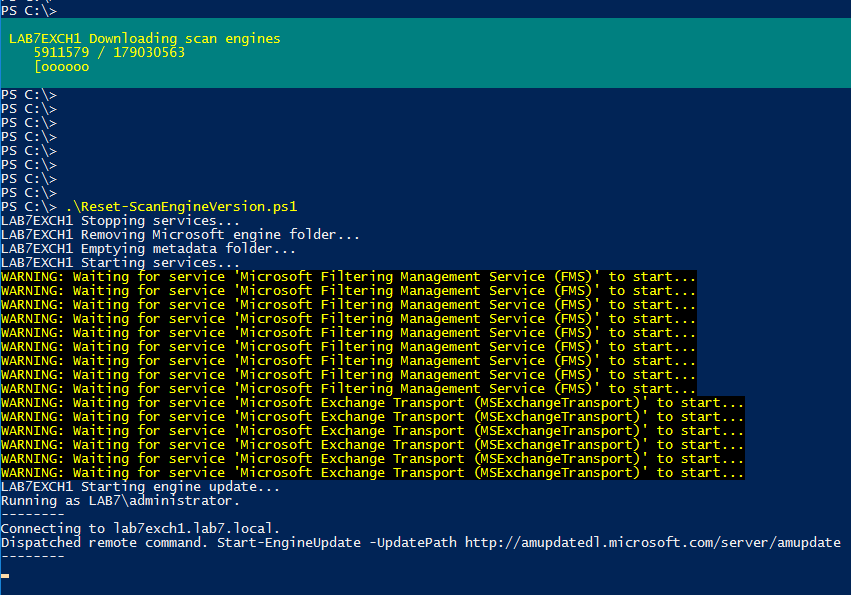 PS C:\>
LAB7EXCH1 Downloading scan engines
5911579 / 179030563
[oooooo
PS C:\>
PS C:\>
PS C:\>
PS C:\>
PS C:\>
PS C:\>
PS C:\>
PS C:\>
PS C:\> .\Reset-ScanEngineVersion.ps1
LAB7EXCH1 Stopping services...
LAB7EXCH1 Removing Microsoft engine folder...
LAB7EXCH1 Emptying metadata folder...
LAB7EXCH1 Starting services...
WARNING: Waiting for service 'Microsoft Filtering Management Service (FMS)' to start...
WARNING: Waiting for service 'Microsoft Filtering Management Service (FMS)' to start...
WARNING: Waiting for service 'Microsoft Filtering Management Service (FMS)' to start...
WARNING: Waiting for service 'Microsoft Filtering Management Service (FMS)' to start...
WARNING: Waiting for service 'Microsoft Filtering Management Service (FMS)' to start...
WARNING: Waiting for service 'Microsoft Filtering Management Service (FMS)' to start...
WARNING: Waiting for service 'Microsoft Filtering Management Service (FMS)' to start...
WARNING: Waiting for service 'Microsoft Filtering Management Service (FMS)' to start...
WARNING: Waiting for service 'Microsoft Filtering Management Service (FMS)' to start...
WARNING: Waiting for service 'Microsoft Exchange Transport (MSExchangeTransport)' to start...
WARNING: Waiting for service 'Microsoft Exchange Transport (MSExchangeTransport)' to start...
WARNING: Waiting for service 'Microsoft Exchange Transport (MSExchangeTransport)' to start...
WARNING: Waiting for service 'Microsoft Exchange Transport (MSExchangeTransport)' to start...
WARNING: Waiting for service 'Microsoft Exchange Transport (MSExchangeTransport)' to start...
WARNING: Waiting for service 'Microsoft Exchange Transport (MSExchangeTransport)' to start...
LAB7EXCH1 Starting engine update...
Running as LAB7\administrator.
--------
Connecting to lab7exch1.lab7.local.
Dispatched remote command. Start-EngineUpdate -UpdatePath http://amupdatedl.microsoft.com/server/amupdate
--------